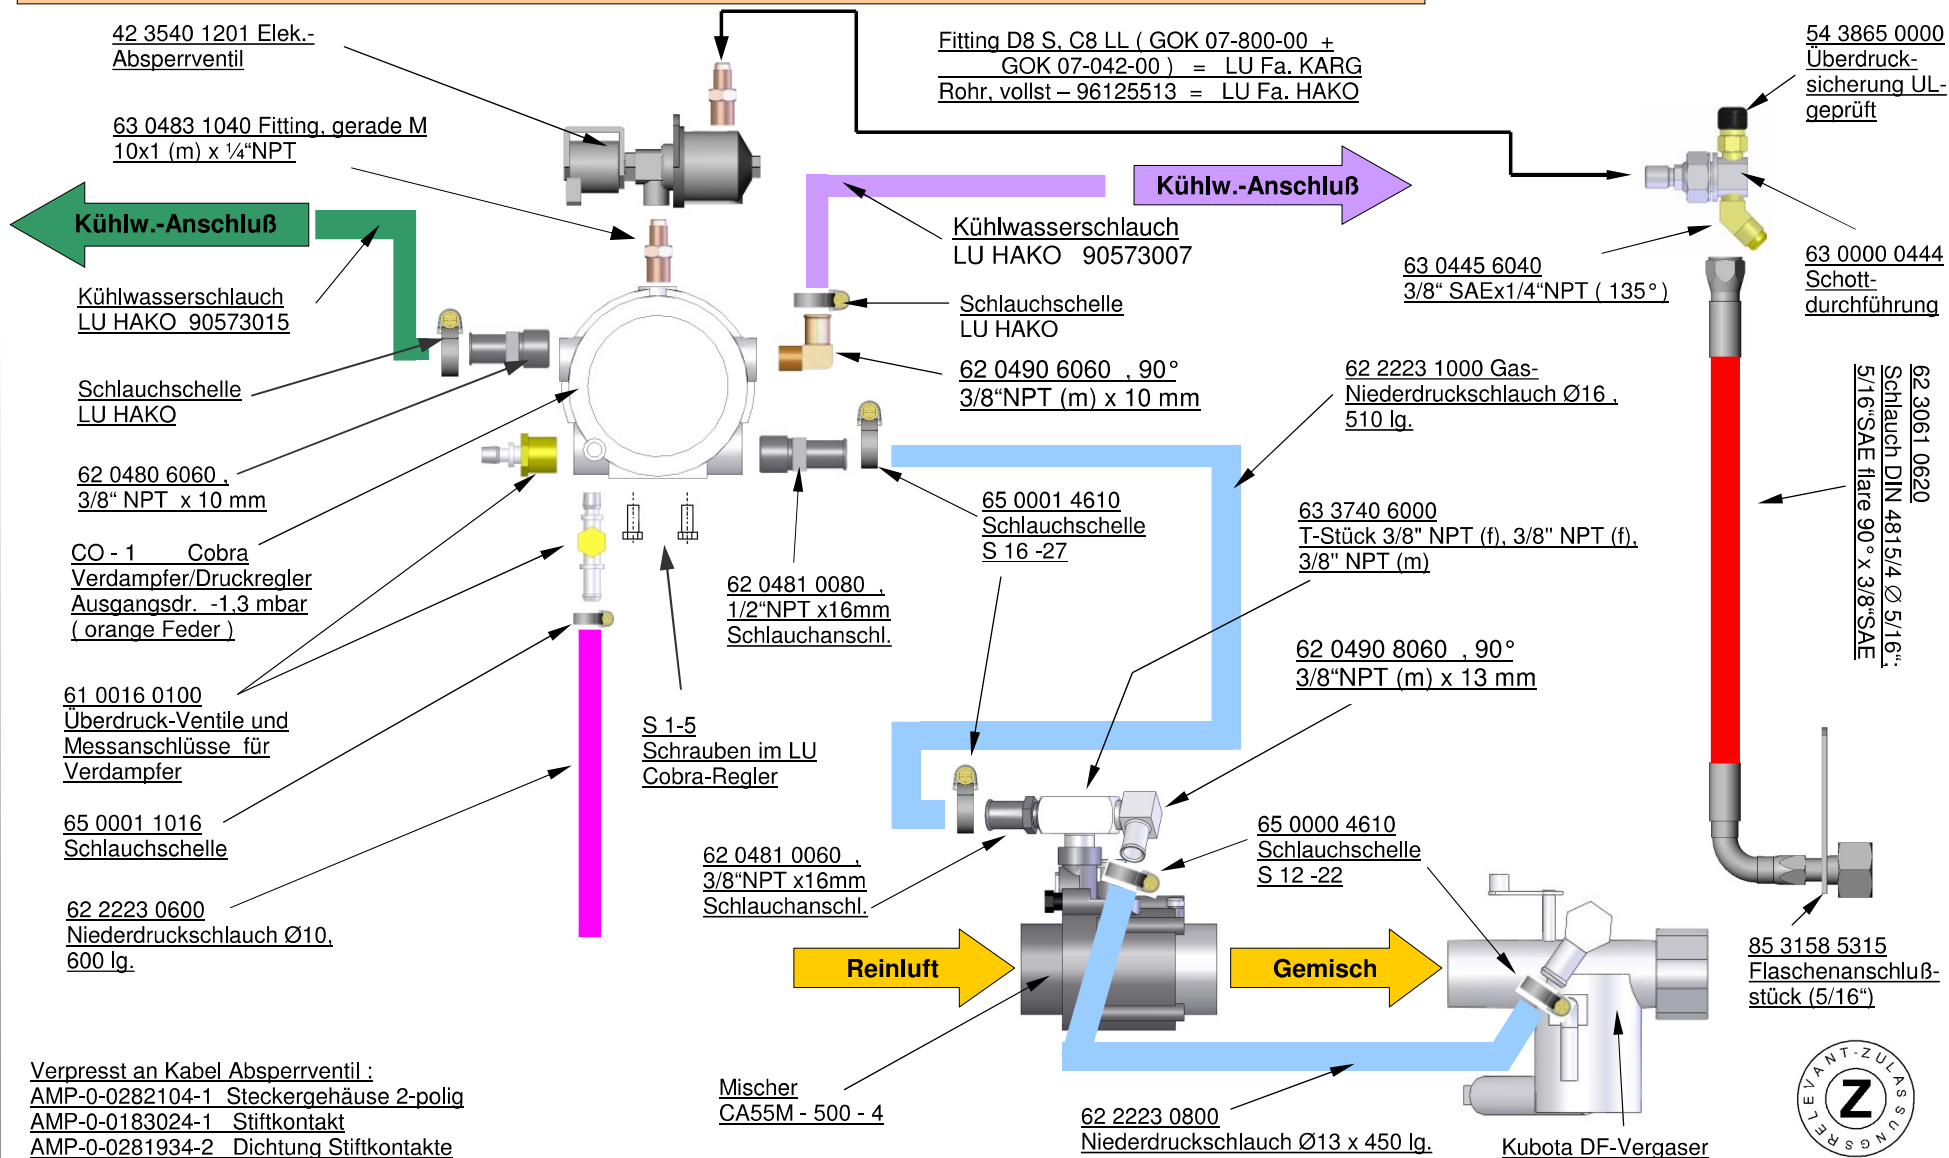 42 3540 1201 Elek.-
Absperrventil
63 0483 1040 Fitting, gerade M
10x1 (m) x ¼“NPT
Kühlw.-Anschluß
Kühlwasserschlauch
LU HAKO 90573015
Schlauchschelle
LU HAKO
62 0480 6060 ,
3/8“ NPT x 10 mm
CO - 1 Cobra
Verdampfer/Druckregler
Ausgangsdr. -1,3 mbar
( orange Feder )
61 0016 0100
Überdruck-Ventile und
Messanschlüsse für
Verdampfer
65 0001 1016
Schlauchschelle
62 2223 0600
Niederdruckschlauch Ø10,
600 lg.
Verpresst an Kabel Absperrventil :
AMP-0-0282104-1 Steckergehäuse 2-polig
AMP-0-0183024-1 Stiftkontakt
AMP-0-0281934-2 Dichtung Stiftkontakte
Fitting D8 S, C8 LL ( GOK 07-800-00 +
GOK 07-042-00 ) = LU Fa. KARG
Rohr, vollst – 96125513 = LU Fa. HAKO
Kühlw.-Anschluß
Kühlwasserschlauch
LU HAKO 90573007
Schlauchschelle
LU HAKO
62 0490 6060 , 90°
3/8“NPT (m) x 10 mm
65 0001 4610
Schlauchschelle
S 16 -27
62 0481 0080 ,
1/2“NPT x16mm
Schlauchanschl.
S 1-5
Schrauben im LU
Cobra-Regler
62 0481 0060 ,
3/8“NPT x16mm
Schlauchanschl.
Reinluft
Mischer
CA55M - 500 - 4
54 3865 0000
Überdruck-
sicherung UL-
geprüft
63 0445 6040
3/8“ SAEx1/4“NPT ( 135°)
63 0000 0444
Schott-
durchführung
62 2223 1000 Gas-
Niederdruckschlauch Ø16 ,
510 lg.
63 3740 6000
T-Stück 3/8" NPT (f), 3/8" NPT (f),
3/8" NPT (m)
62 0490 8060 , 90°
3/8“NPT (m) x 13 mm
65 0000 4610
Schlauchschelle
S 12 -22
Gemisch
62 2223 0800
Niederdruckschlauch Ø13 x 450 lg.
Kubota DF-Vergaser
62 3061 0620
Schlauch DIN 4815/4 ∅ 5/16“;
5/16“SAE flare 90° x 3/8“SAE
85 3158 5315
Flaschenanschluß-
stück (5/16“)
RELEVANT-ZULASSUNGS
Z